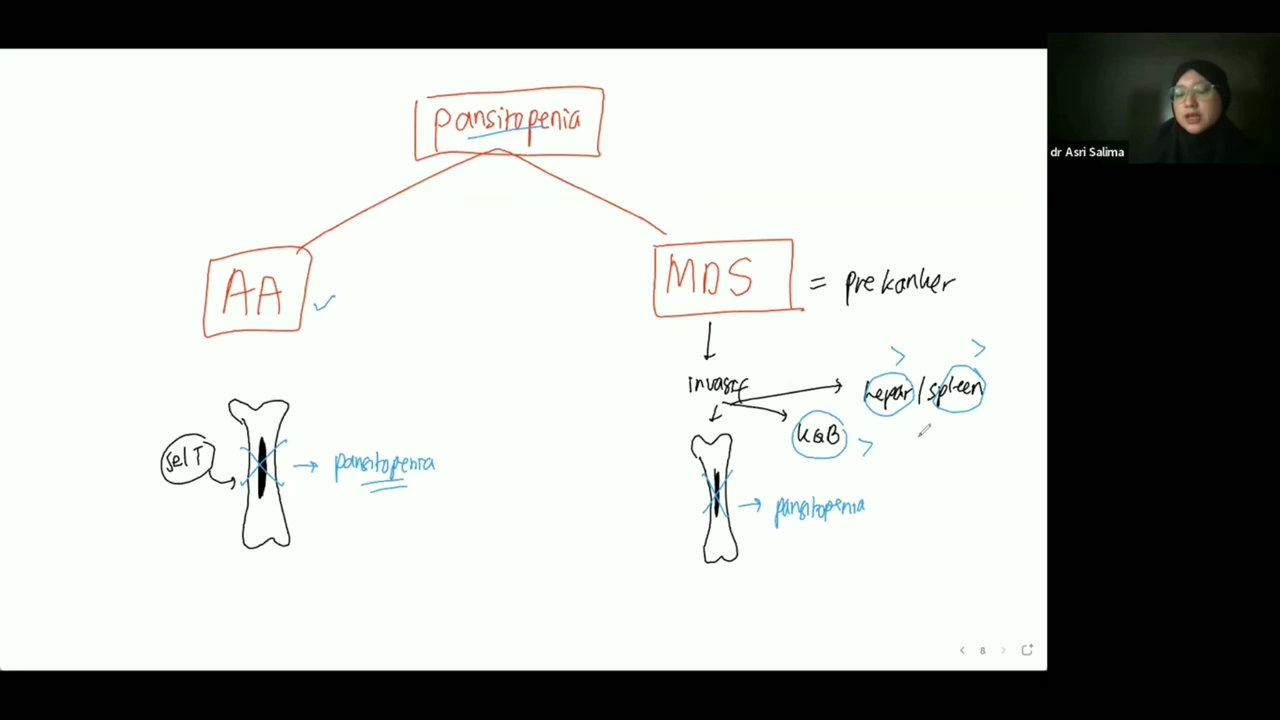 pansitopenia
dr Asri Salima
AA
MDS
= prekanker
invasif
hepar/spleen
KGB
sel T
pansitopenia
pansitopenia
8